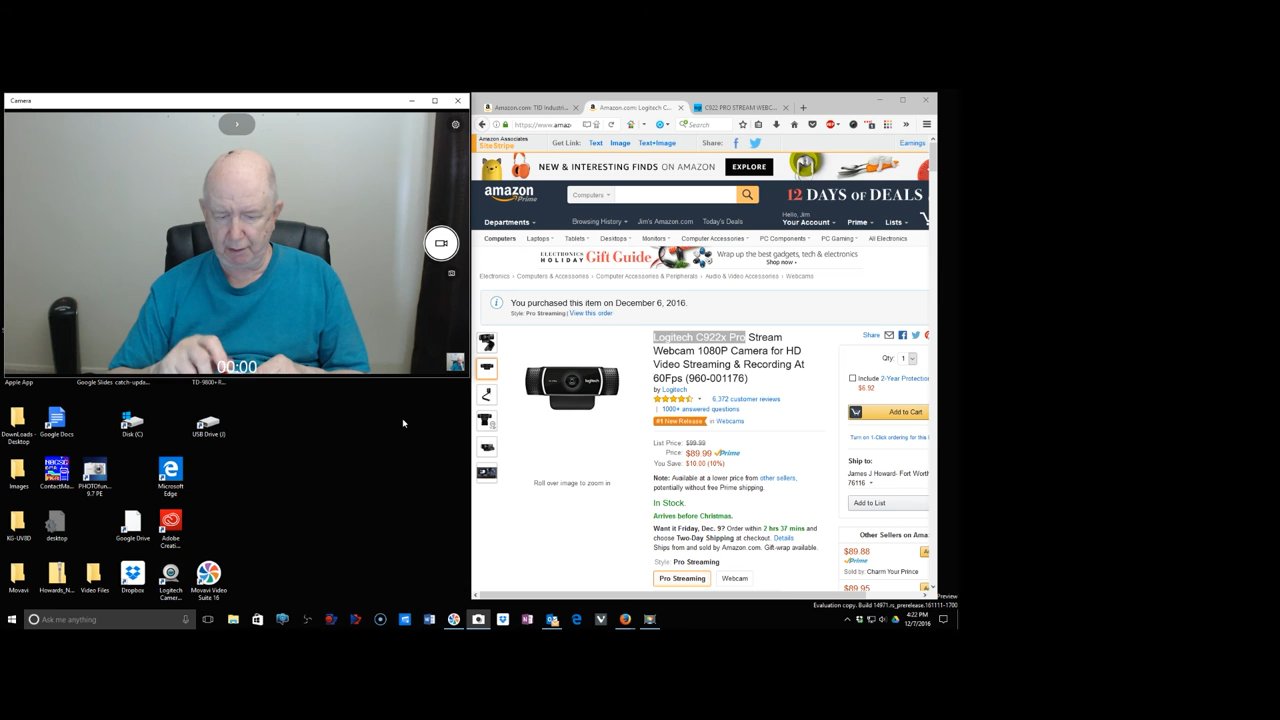 Camera
00:00
Apple App
Google Slides catch-upda...
TD-9800+R...
DownLoads - Desktop
Google Docs
Disk (C)
USB Drive (J)
Images
ContactMa...
PHOTOfun... 9.7 PE
Microsoft Edge
KG-UV8D
desktop
Google Drive
Adobe Creati...
Movavi
Howards_N...
Video Files
Dropbox
Logitech Camer...
Movavi Video Suite 16
Ask me anything
Amazon.com: TID Industri...
Amazon.com: Logitech C...
C922 PRO STREAM WEBC...
https://www.amaz
Search
Amazon Associates
SiteStripe
Get Link: Text Image Text+Image Share: Earnings
NEW & INTERESTING FINDS ON AMAZON EXPLORE
amazon Prime
Computers
12 DAYS OF DEALS
Departments
Browsing History Jim's Amazon.com Today's Deals
Hello, Jim
Your Account Prime Lists
Computers Laptops Tablets Desktops Monitors Computer Accessories PC Components PC Gaming All Electronics
ELECTRONICS HOLIDAY Gift Guide
Wrap up the best gadgets, tech & electronics
Shop now ›
Electronics › Computers & Accessories › Computer Accessories & Peripherals › Audio & Video Accessories › Webcams
You purchased this item on December 6, 2016.
Style: Pro Streaming | View this order
logitech
Roll over image to zoom in
Logitech C922x Pro Stream
Webcam 1080P Camera for HD
Video Streaming & Recording At
60Fps (960-001176)
by Logitech
6,372 customer reviews
| 1000+ answered questions
#1 New Release in Webcams
List Price: $99.99
Price: $89.99 Prime
You Save: $10.00 (10%)
Note: Available at a lower price from other sellers,
potentially without free Prime shipping.
In Stock.
Arrives before Christmas.
Want it Friday, Dec. 9? Order within 2 hrs 37 mins and
choose Two-Day Shipping at checkout. Details
Ships from and sold by Amazon.com. Gift-wrap available.
Style: Pro Streaming
Pro Streaming Webcam
Share
Qty: 1
Include 2-Year Protectio
$6.92
Add to Cart
Turn on 1-Click ordering for this
Ship to:
James J Howard- Fort Worth
76116
Add to List
Other Sellers on Ama
$89.88
Prime
Sold by: Charm Your Prince
$89.95
Preview
Evaluation copy. Build 14971.rs_prerelease.161111-1700
4:22 PM
12/7/2016